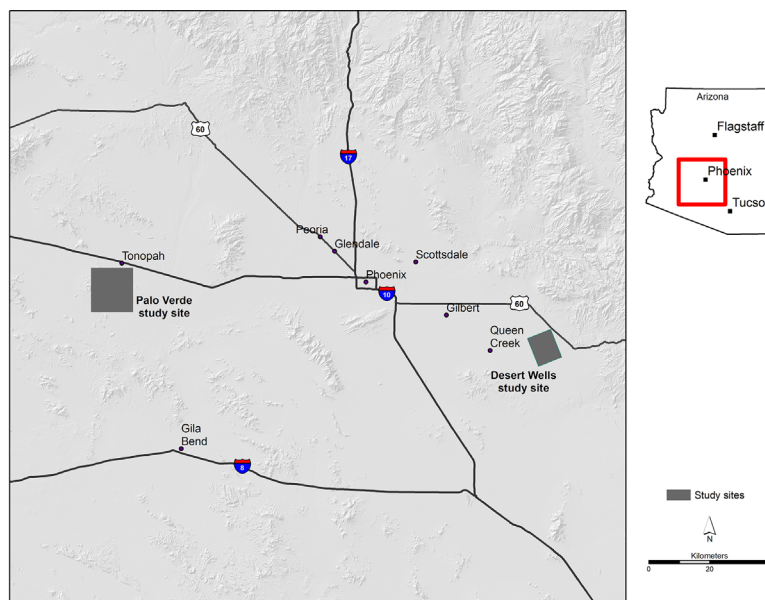 60
17
Peoria
Glendale
Scottsdale
Tonopah
Phoenix
10
Palo Verde
study site
Gilbert
60
Queen
Creek
Desert Wells
study site
Gila
Bend
8
Arizona
Flagstaff
Phoenix
Tucso
Study sites
N
Kilometers
0
20